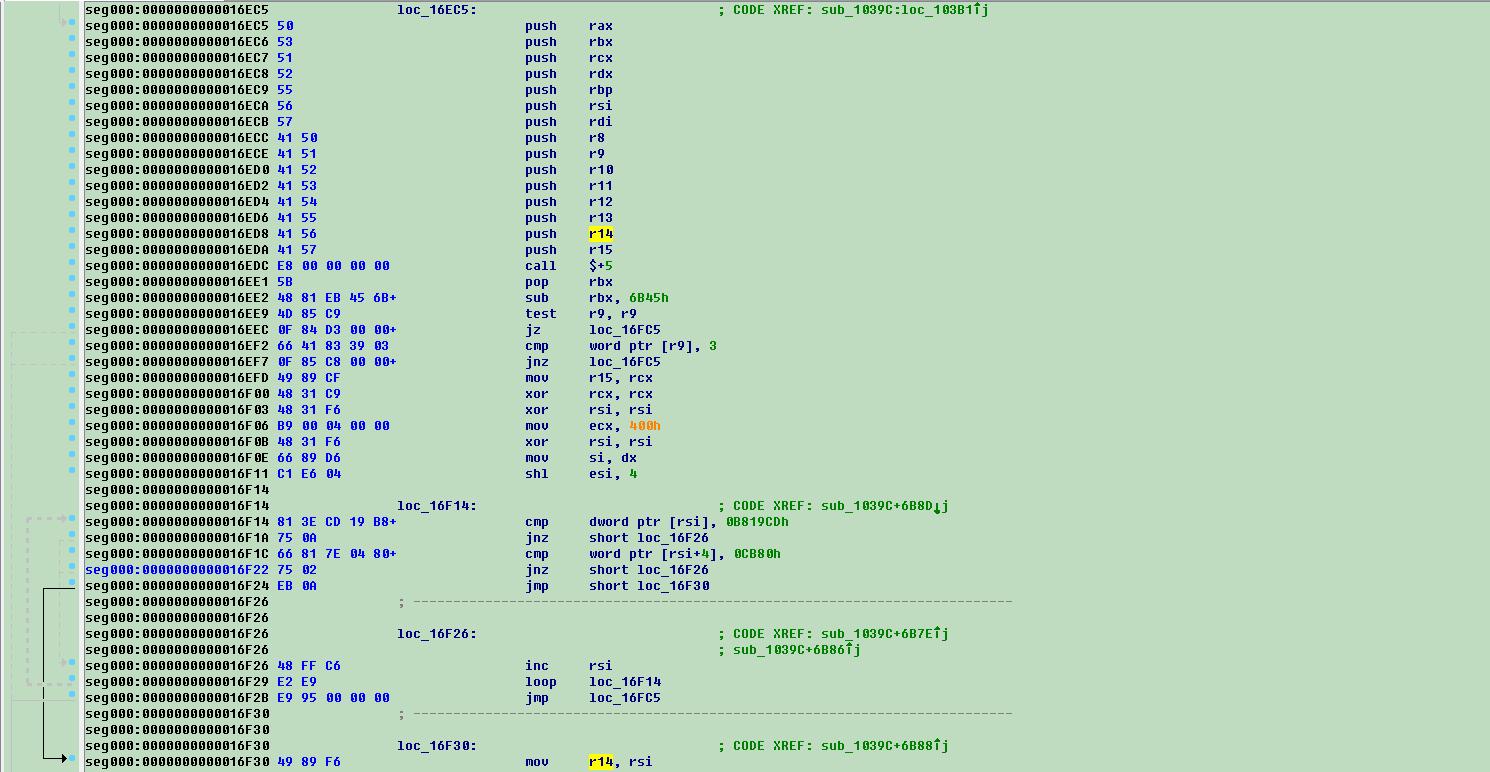 seg000:0000000000016EC5 loc_16EC5: ; CODE XREF: sub_1039C:loc_103B1↑j
seg000:0000000000016EC5 50 push rax
seg000:0000000000016EC6 53 push rbx
seg000:0000000000016EC7 51 push rcx
seg000:0000000000016EC8 52 push rdx
seg000:0000000000016EC9 55 push rbp
seg000:0000000000016ECA 56 push rsi
seg000:0000000000016ECB 57 push rdi
seg000:0000000000016ECC 41 50 push r8
seg000:0000000000016ECE 41 51 push r9
seg000:0000000000016ED0 41 52 push r10
seg000:0000000000016ED2 41 53 push r11
seg000:0000000000016ED4 41 54 push r12
seg000:0000000000016ED6 41 55 push r13
seg000:0000000000016ED8 41 56 push r14
seg000:0000000000016EDA 41 57 push r15
seg000:0000000000016EDC E8 00 00 00 00 call $+5
seg000:0000000000016EE1 5B pop rbx
seg000:0000000000016EE2 48 81 EB 45 6B+ sub rbx, 6B45h
seg000:0000000000016EE9 4D 85 C9 test r9, r9
seg000:0000000000016EEC 0F 84 D3 00 00+ jz loc_16FC5
seg000:0000000000016EF2 66 41 83 39 03 cmp word ptr [r9], 3
seg000:0000000000016EF7 0F 85 C8 00 00+ jnz loc_16FC5
seg000:0000000000016EFD 49 89 CF mov r15, rcx
seg000:0000000000016F00 48 31 C9 xor rcx, rcx
seg000:0000000000016F03 48 31 F6 xor rsi, rsi
seg000:0000000000016F06 B9 00 04 00 00 mov ecx, 400h
seg000:0000000000016F0B 48 31 F6 xor rsi, rsi
seg000:0000000000016F0E 66 89 D6 mov si, dx
seg000:0000000000016F11 C1 E6 04 shl esi, 4
seg000:0000000000016F14
seg000:0000000000016F14 loc_16F14: ; CODE XREF: sub_1039C+6B8D↓j
seg000:0000000000016F14 81 3E CD 19 B8+ cmp dword ptr [rsi], 0B819CDh
seg000:0000000000016F1A 75 0A jnz short loc_16F26
seg000:0000000000016F1C 66 81 7E 04 80+ cmp word ptr [rsi+4], 0CB80h
seg000:0000000000016F22 75 02 jnz short loc_16F26
seg000:0000000000016F24 EB 0A jmp short loc_16F30
seg000:0000000000016F26 ; ---------------------------------------------------------------------------
seg000:0000000000016F26
seg000:0000000000016F26 loc_16F26: ; CODE XREF: sub_1039C+6B7E↑j
seg000:0000000000016F26 ; sub_1039C+6B86↑j
seg000:0000000000016F26 48 FF C6 inc rsi
seg000:0000000000016F29 E2 E9 loop loc_16F14
seg000:0000000000016F2B E9 95 00 00 00 jmp loc_16FC5
seg000:0000000000016F30 ; ---------------------------------------------------------------------------
seg000:0000000000016F30
seg000:0000000000016F30 loc_16F30: ; CODE XREF: sub_1039C+6B88↑j
seg000:0000000000016F30 49 89 F6 mov r14, rsi